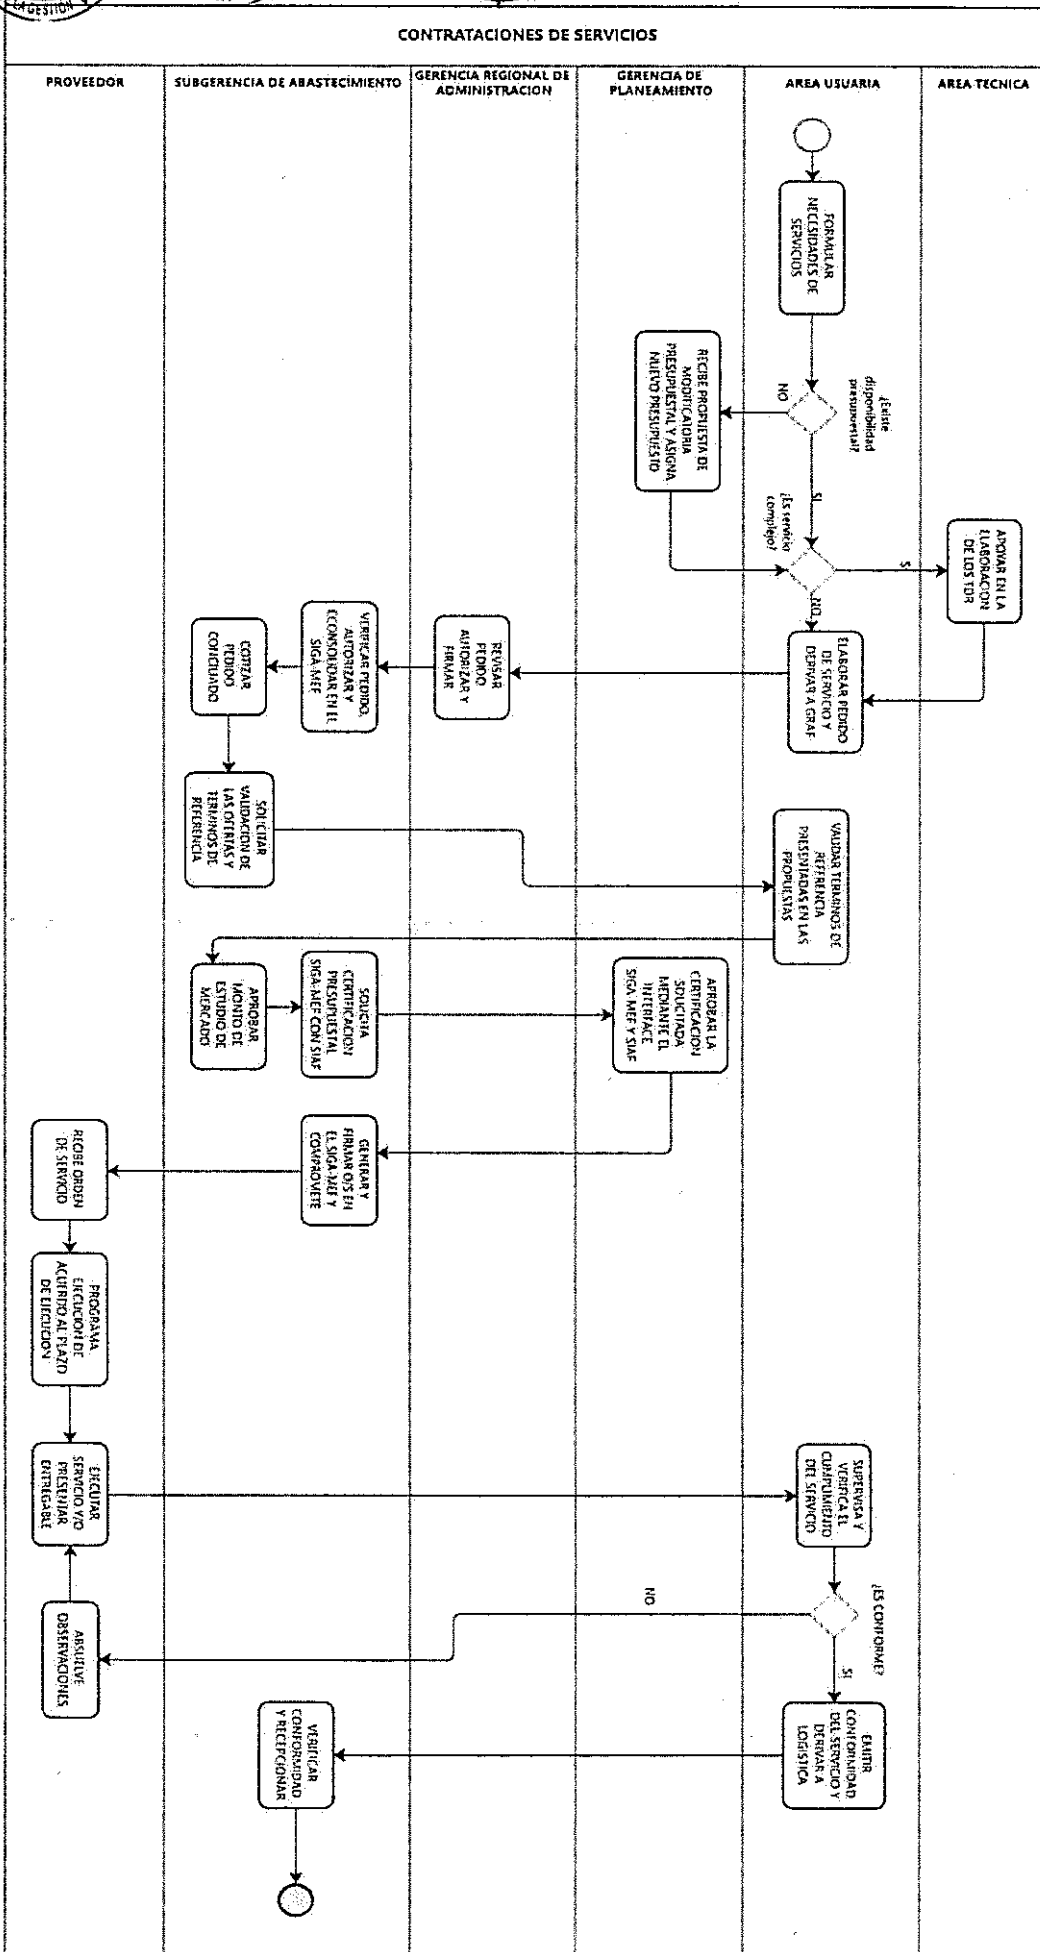 LA GESTION
CONTRATACIONES DE SERVICIOS
PROVEEDOR
SUBGERENCIA DE ABASTECIMIENTO
GERENCIA REGIONAL DE
ADMINISTRACION
GERENCIA DE
PLANEAMIENTO
AREA USUARIA
AREA TECNICA
FORMULAR
NECESIDADES DE
SERVICIOS
¿Existe
disponibilidad
presupuestal?
NO
SI
RECIBE PROPUESTA DE
MODIFICATORIA
PRESUPUESTAL Y ASIGNA
NUEVO PRESUPUESTO
¿Es servicio
complejo?
S
NO
APOYAR EN LA
ELABORACION
DE LOS TDR
ELABORAR PEDIDO
DE SERVICIO Y
DERIVAR A GRAF
REVISAR
PEDIDO
AUTORIZAR Y
FIRMAR
VERIFICAR PEDIDO,
AUTORIZAR Y
CCONSOLIDAR EN EL
SIGA-MEF
COTIZAR
PEDIDO
CONCLUADO
SOLICITAR
VALIDACION DE
LAS OFERTAS Y
TERMINOS DE
REFERENCIA
VALIDAR TERMINOS DE
REFERENCIA
PRESENTADAS EN LAS
PROPUESTAS
APROBAR
MONTO DE
ESTUDIO DE
MERCADO
SOLICITA
CERTIFICACION
PRESUPUESTAL
SIGA-MEF CON SIAF
APROBAR LA
CERTIFICACION
SOLICITADA
MEDIANTE EL
INTERFACE
SIGA-MEF Y SIAF
GENERAR Y
FIRMAR O/S EN
EL SIGA-MEF Y
COMPROMETE
RECIBE ORDEN
DE SERVICIO
PROGRAMA
EJECUCION DE
ACUERDO AL PLAZO
DE EJECUCION
EJECUTAR
SERVICIO Y/O
PRESENTAR
ENTREGABLE
SUPERVISA Y
VERIFICA EL
CUMPLIMIENTO
DEL SERVICIO
¿ES CONFORME?
NO
SI
ABSUELVE
OBSERVACIONES
EMITIR
CONFORMIDAD
DEL SERVICIO Y
DERIVAR A
LOGISTICA
VERIFICAR
CONFORMIDAD
Y RECEPCIONAR